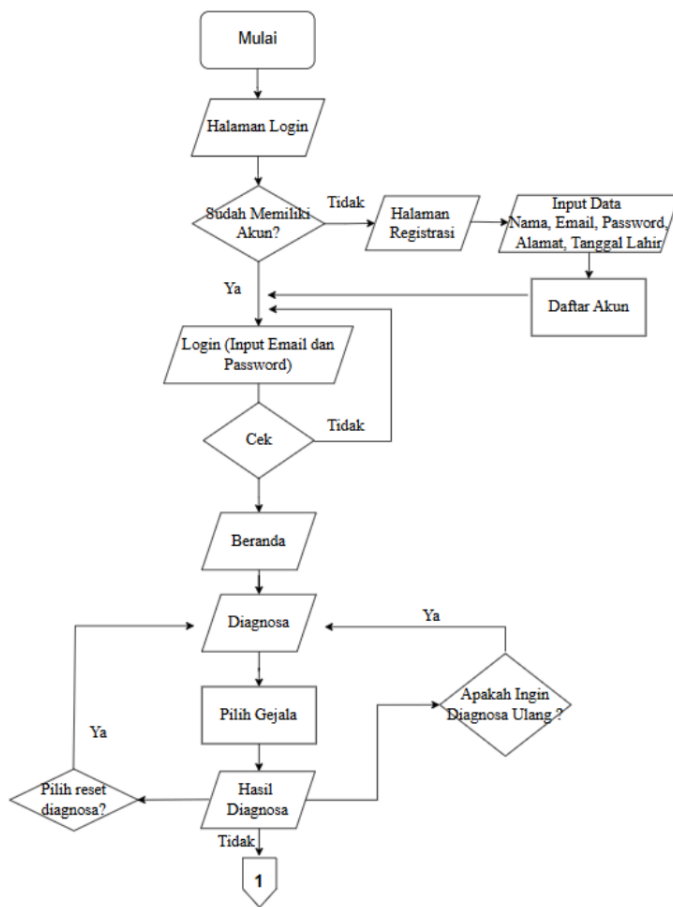 Mulai
Halaman Login
Sudah Memiliki
Akun?
Tidak
Halaman
Registrasi
Input Data
Nama, Email, Password,
Alamat, Tanggal Lahir
Daftar Akun
Ya
Login (Input Email dan
Password)
Cek
Tidak
Beranda
Diagnosa
Ya
Pilih Gejala
Apakah Ingin
Diagnosa Ulang ?
Ya
Pilih reset
diagnosa?
Hasil
Diagnosa
Tidak
1